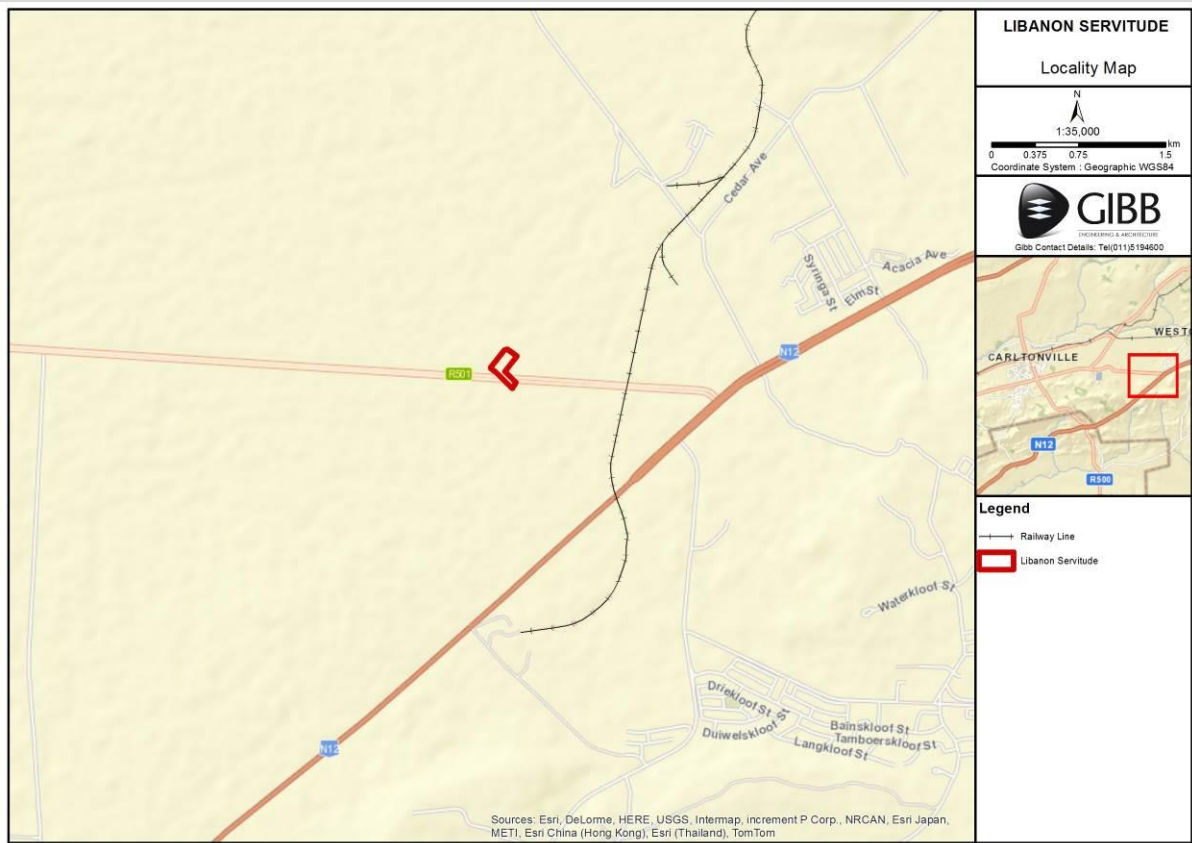 LIBANON SERVITUDE
Locality Map
N
1:35,000
km
0 0.375 0.75 1.5
Coordinate System : Geographic WGS84
GIBB
ENGINEERING & ARCHITECTURE
Gibb Contact Details: Tel(011)5194600
CARLTONVILLE
N12
R500
Legend
Railway Line
Libanon Servitude
Cedar Ave
Syringa St
Elm St
Acacia Ave
N12
R501
Waterkloof St
Driekloof St
Duiwelskloof St
Bainskloof St
Tamboerskloof St
Langkloof St
N12
Sources: Esri, DeLorme, HERE, USGS, Intermap, increment P Corp., NRCAN, Esri Japan,
METI, Esri China (Hong Kong), Esri (Thailand), TomTom